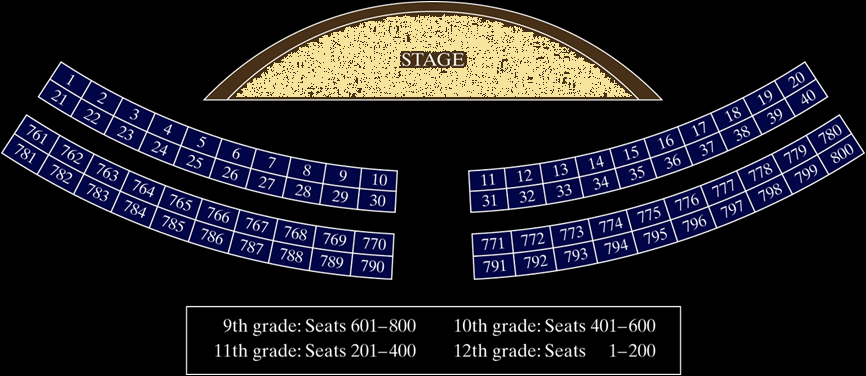 STAGE
1 2 3 4 5 6 7 8 9 10 11 12 13 14 15 16 17 18 19 20
21 22 23 24 25 26 27 28 29 30 31 32 33 34 35 36 37 38 39 40
761 762 763 764 765 766 767 768 769 770 771 772 773 774 775 776 777 778 779 780
781 782 783 784 785 786 787 788 789 790 791 792 793 794 795 796 797 798 799 800
9th grade: Seats 601–800 10th grade: Seats 401–600
11th grade: Seats 201–400 12th grade: Seats 1–200